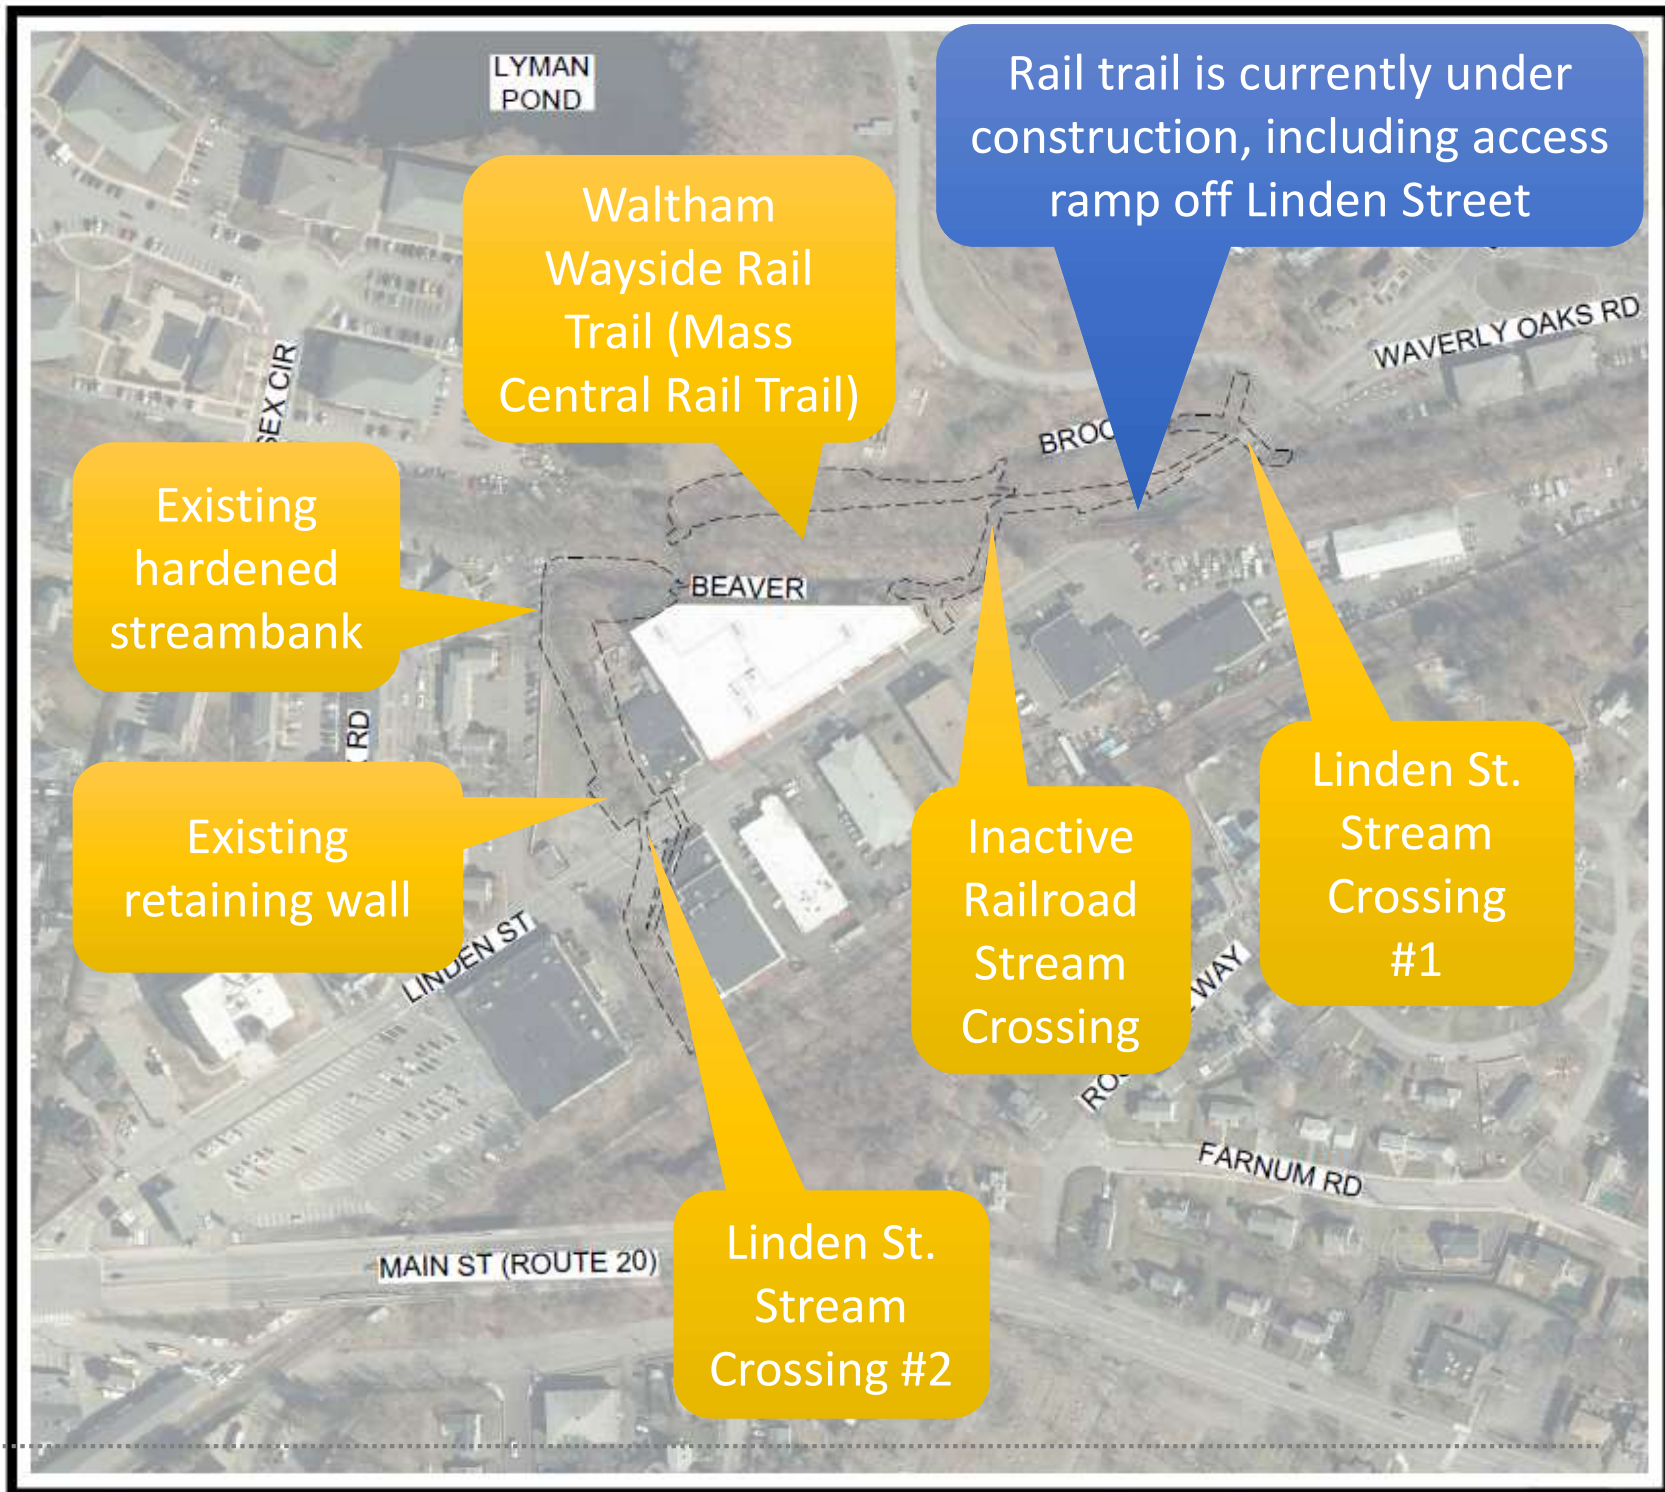 LYMAN
POND
Rail trail is currently under
construction, including access
ramp off Linden Street
Waltham
Wayside Rail
Trail (Mass
Central Rail Trail)
WAVERLY OAKS RD
SEX CIR
BROO
Existing
hardened
streambank
BEAVER
RD
Existing
retaining wall
LINDEN ST
Inactive
Railroad
Stream
Crossing
Linden St.
Stream
Crossing
#1
WAY
RO
FARNUM RD
MAIN ST (ROUTE 20)
Linden St.
Stream
Crossing #2